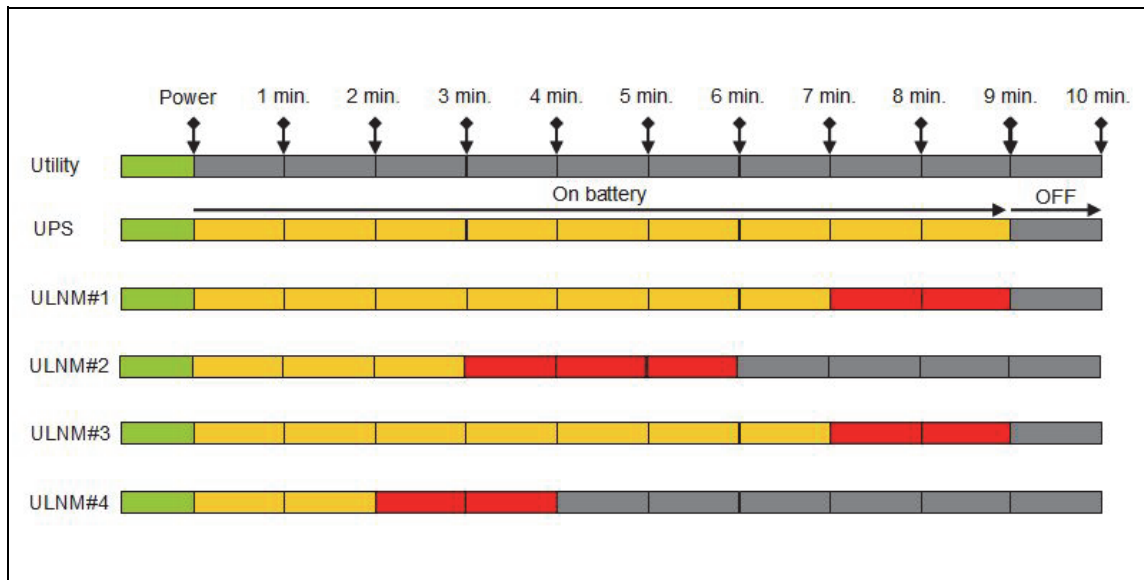 Power 1 min. 2 min. 3 min. 4 min. 5 min. 6 min. 7 min. 8 min. 9 min. 10 min.
Utility
On battery OFF
UPS
ULNM#1
ULNM#2
ULNM#3
ULNM#4